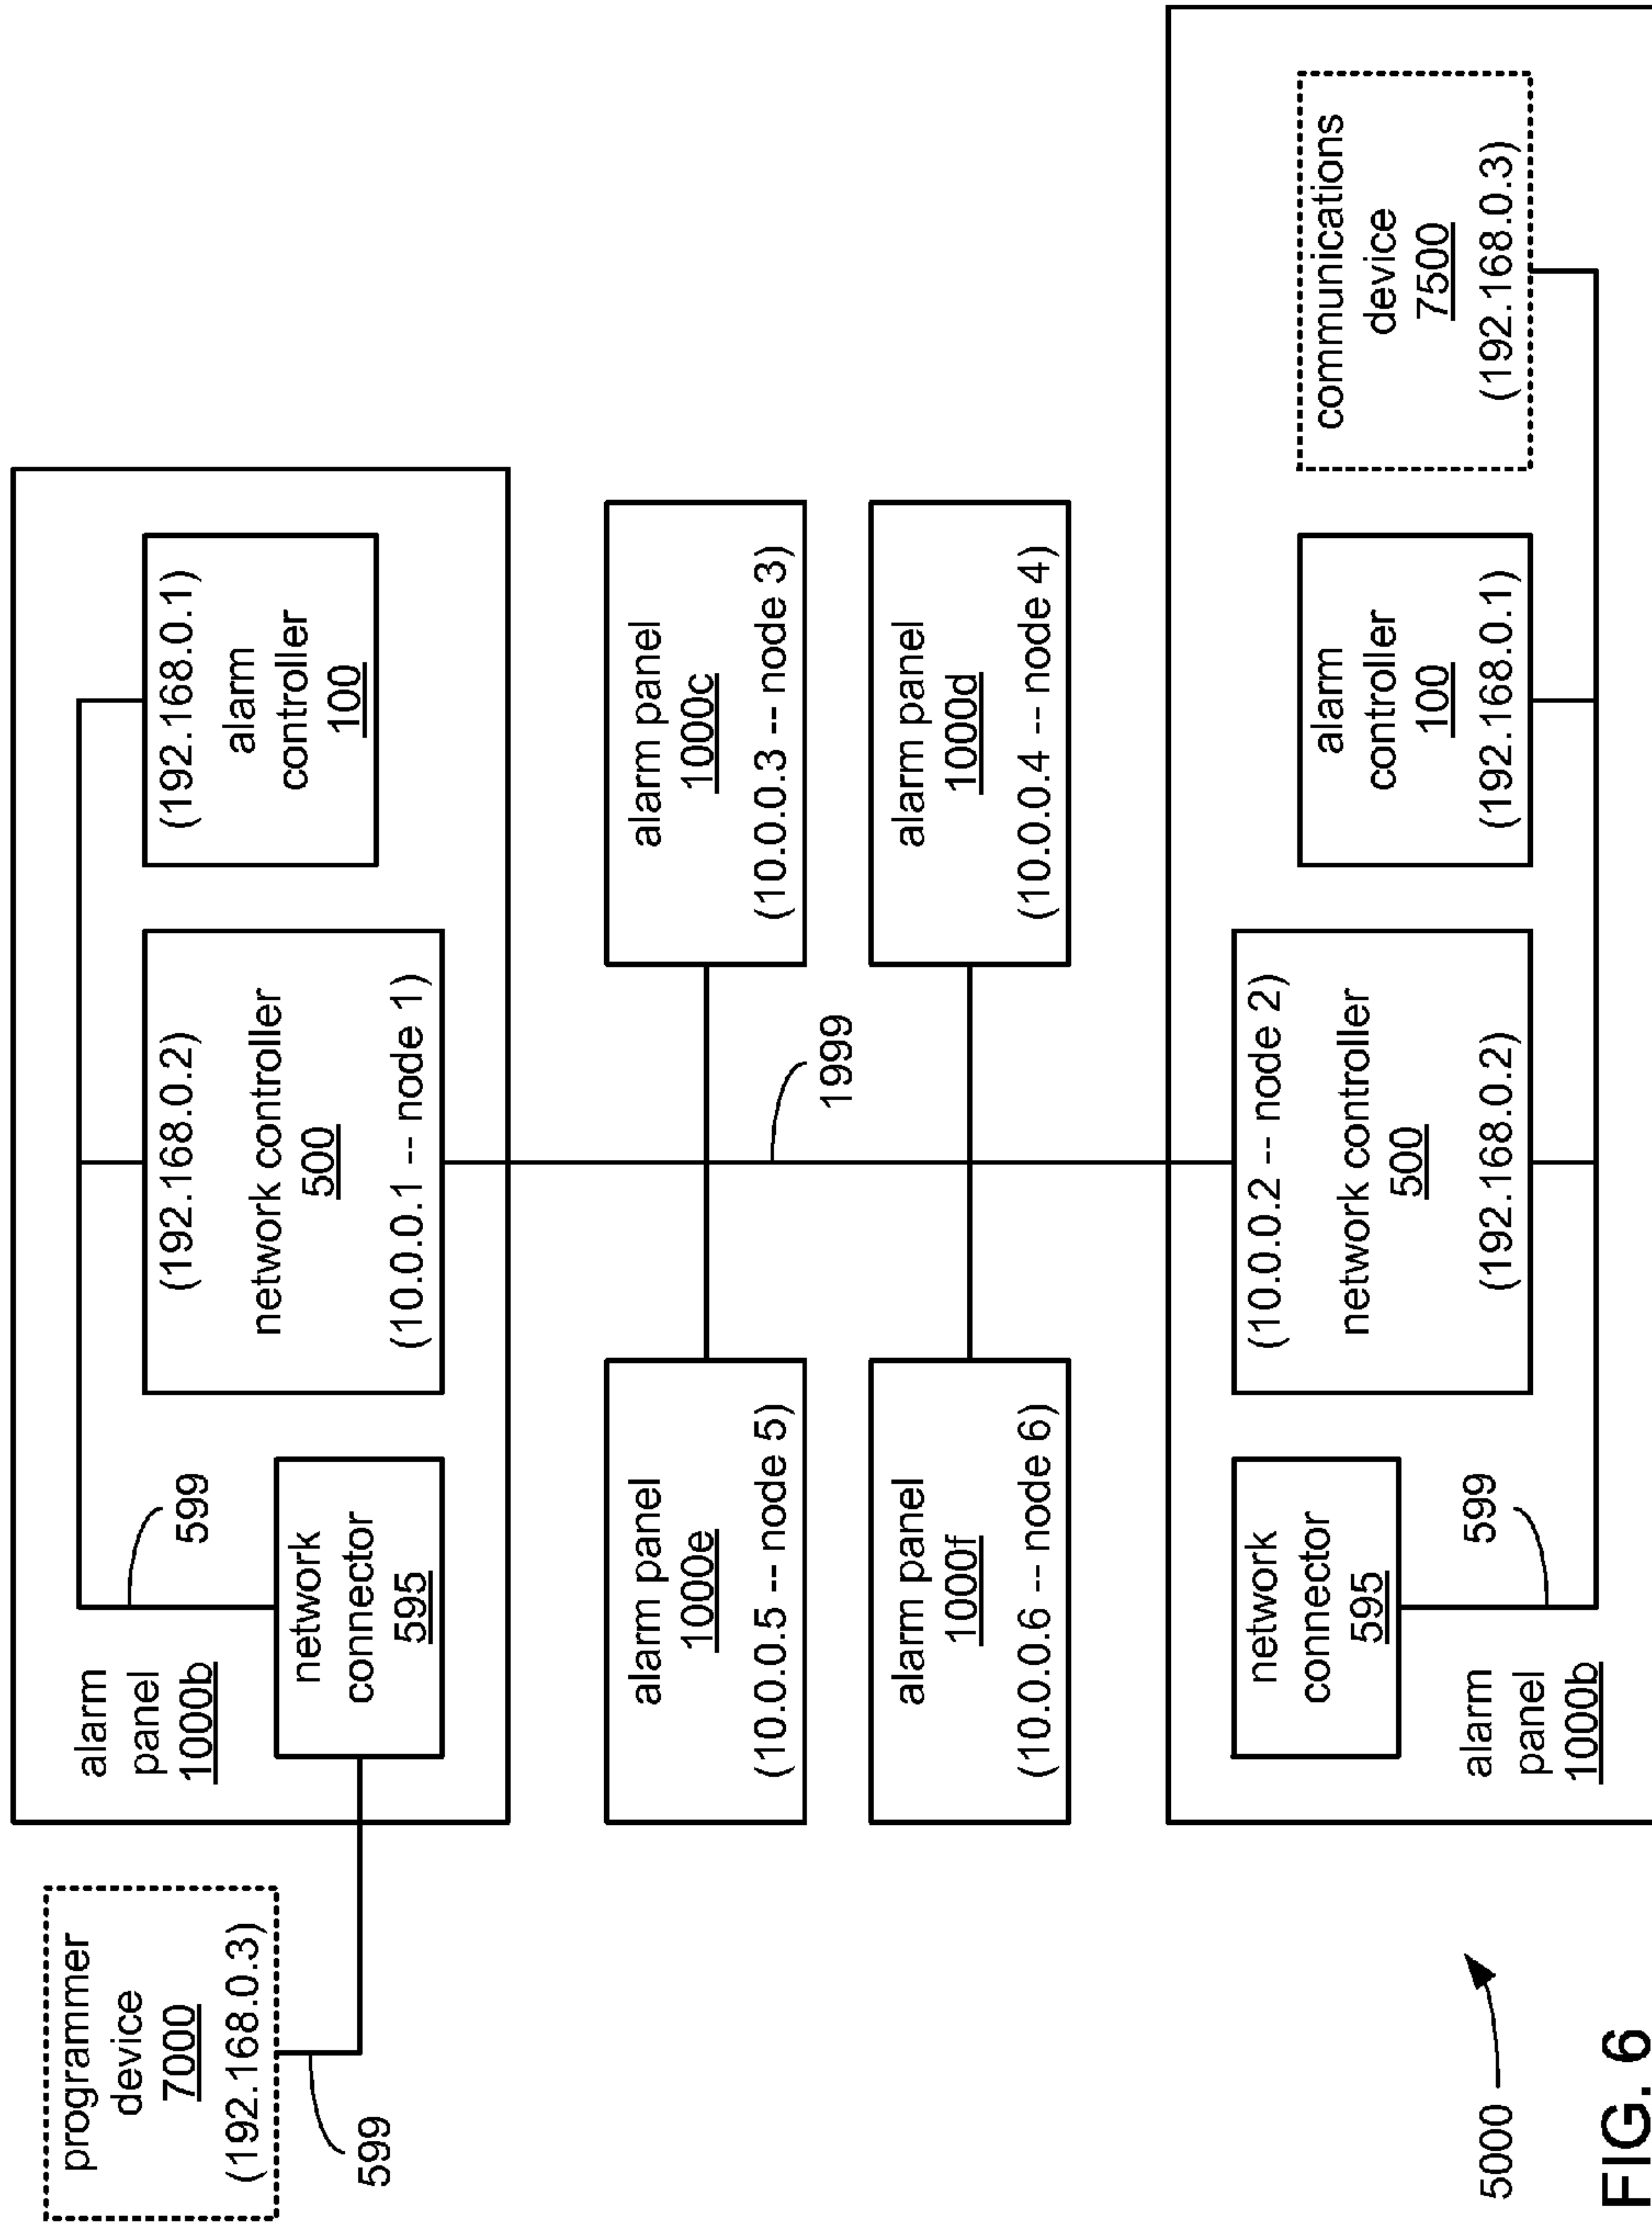 programmer
device
7000
(192.168.0.3)
599
alarm
panel
1000b
599
network
connector
595
(192.168.0.2)
network controller
500
(10.0.0.1 -- node 1)
(192.168.0.1)
alarm
controller
100
alarm panel
1000e
(10.0.0.5 -- node 5)
alarm panel
1000c
(10.0.0.3 -- node 3)
1999
alarm panel
1000f
(10.0.0.6 -- node 6)
alarm panel
1000d
(10.0.0.4 -- node 4)
network
connector
595
alarm
panel
1000b
599
(10.0.0.2 -- node 2)
network controller
500
(192.168.0.2)
alarm
controller
100
(192.168.0.1)
communications
device
7500
(192.168.0.3)
5000
FIG. 6